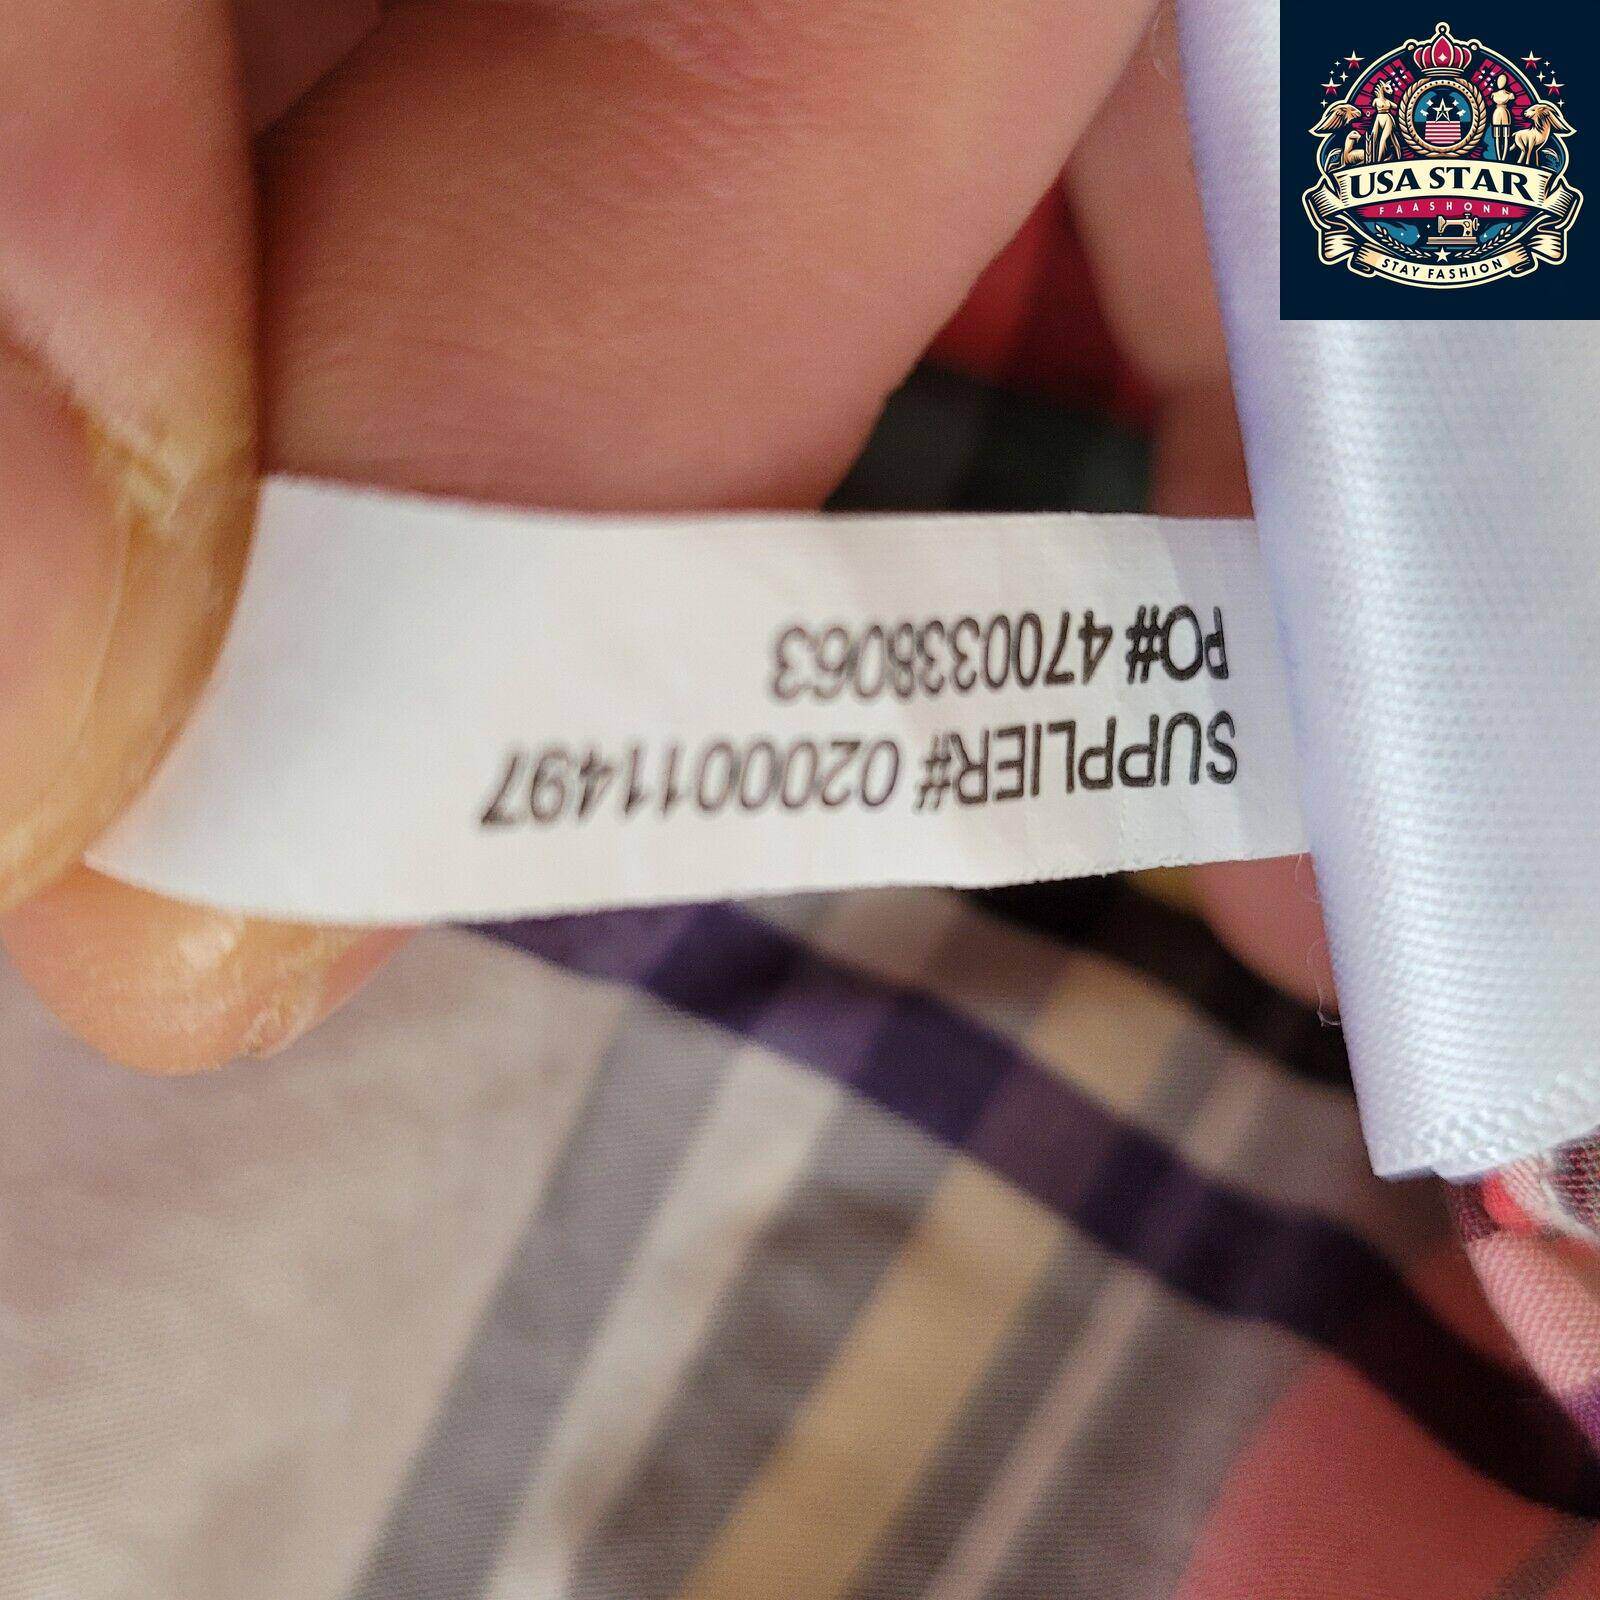 USA STAR
FAASHONN
STAY FASHION
SUPPLIER# 0200011497
PO# 4700338063